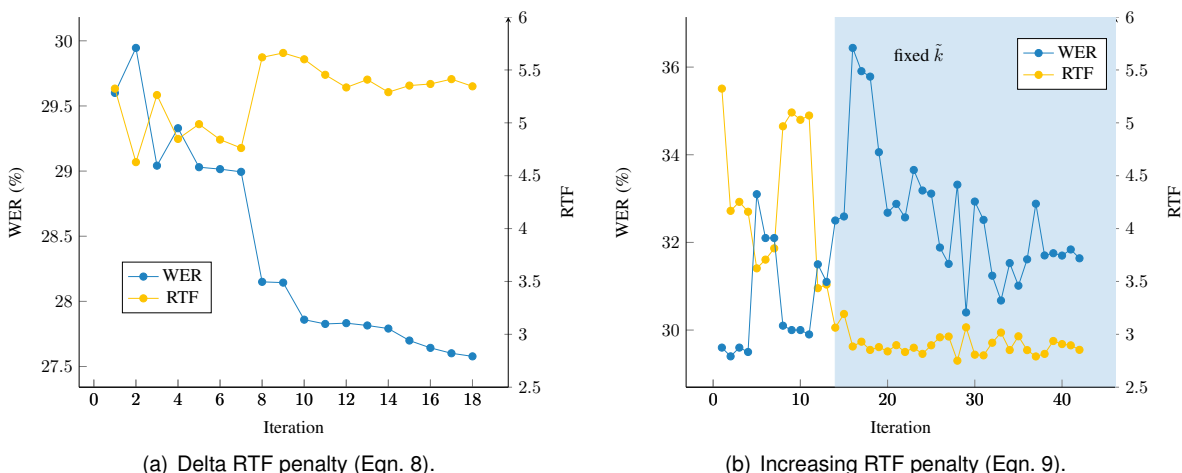 30
29.5
29
28.5
28
27.5
WER (%)
6
5.5
5
4.5
4
3.5
3
2.5
RTF
WER
RTF
0 2 4 6 8 10 12 14 16 18
Iteration
(a) Delta RTF penalty (Eqn. 8).
36
34
32
30
WER (%)
6
5.5
5
4.5
4
3.5
3
2.5
RTF
fixed k̃
WER
RTF
0 10 20 30 40
Iteration
(b) Increasing RTF penalty (Eqn. 9).